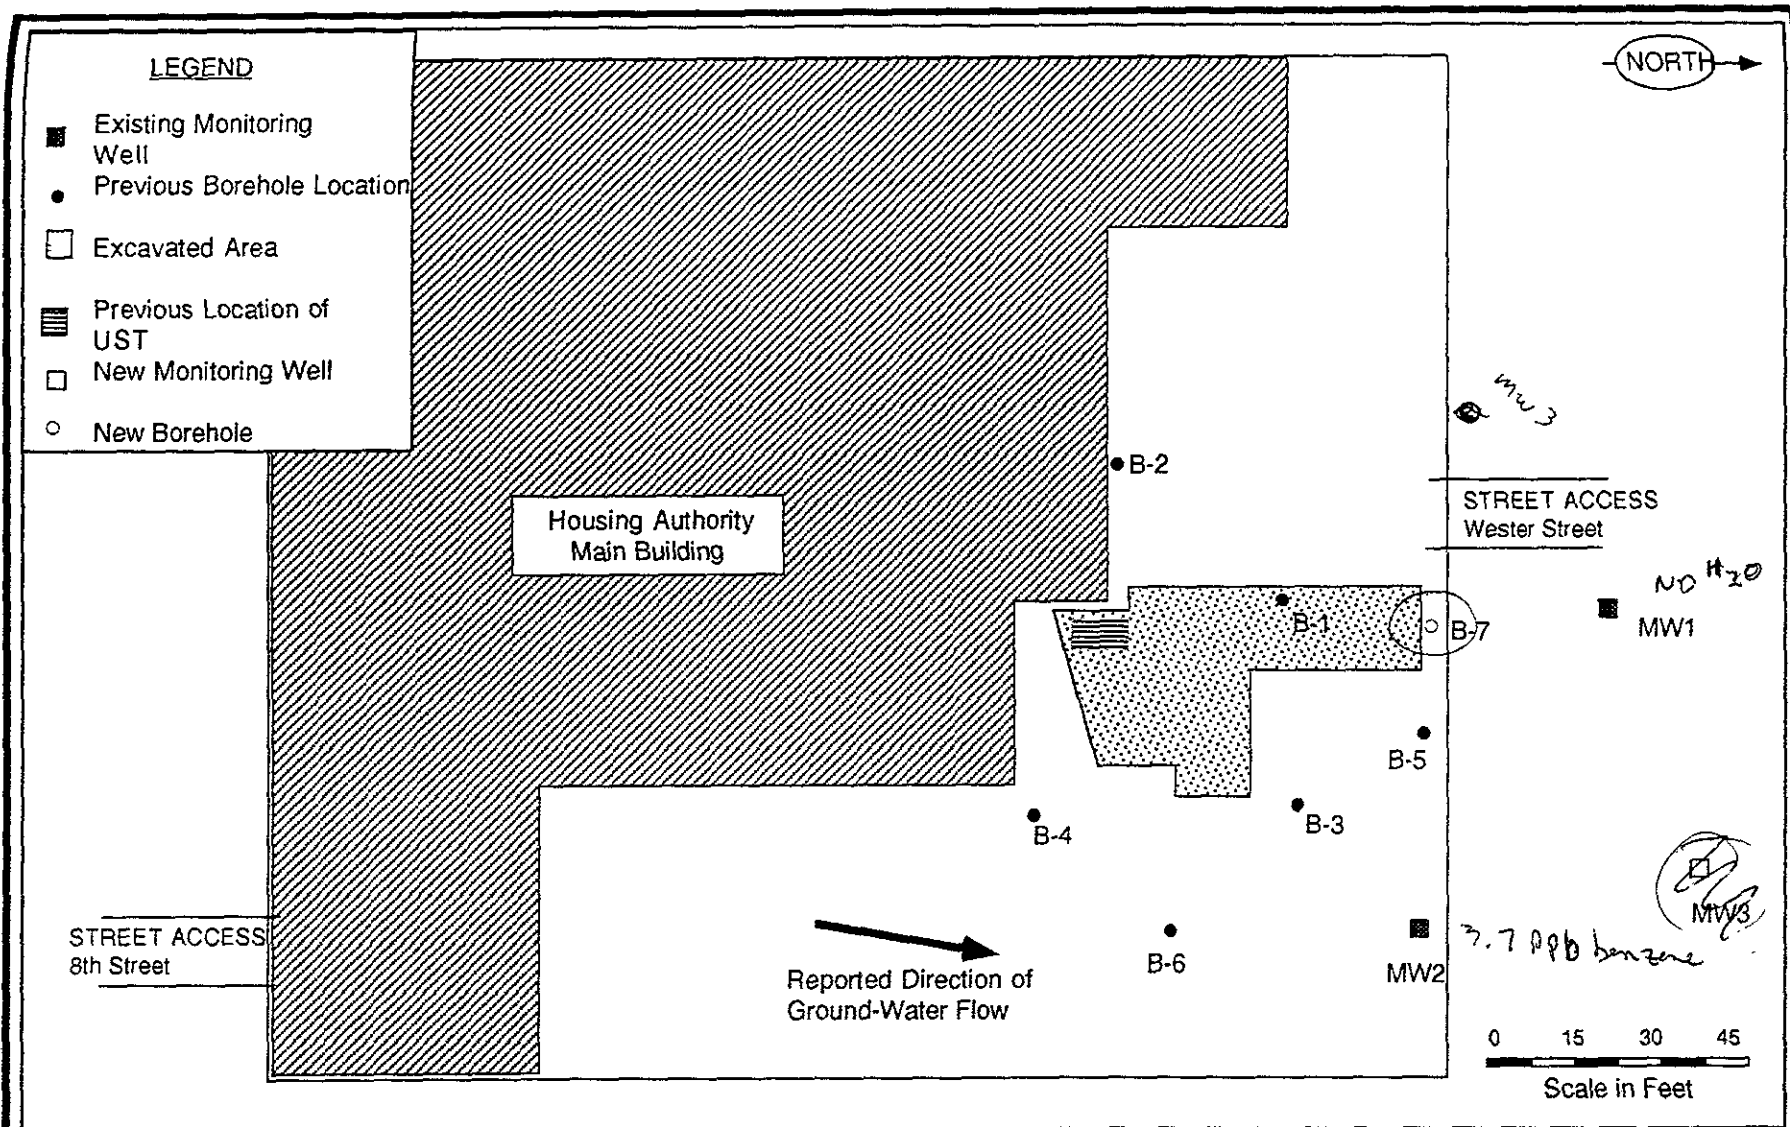 LEGEND
Existing Monitoring
Well
Previous Borehole Location
Excavated Area
Previous Location of
UST
New Monitoring Well
New Borehole
NORTH
MW3
B-2
STREET ACCESS
Wester Street
Housing Authority
Main Building
NO H2O
MW1
B-1
B-7
B-5
B-3
B-4
MW3
STREET ACCESS
8th Street
B-6
MW2
3.7 ppb benzene
Reported Direction of
Ground-Water Flow
0 15 30 45
Scale in Feet